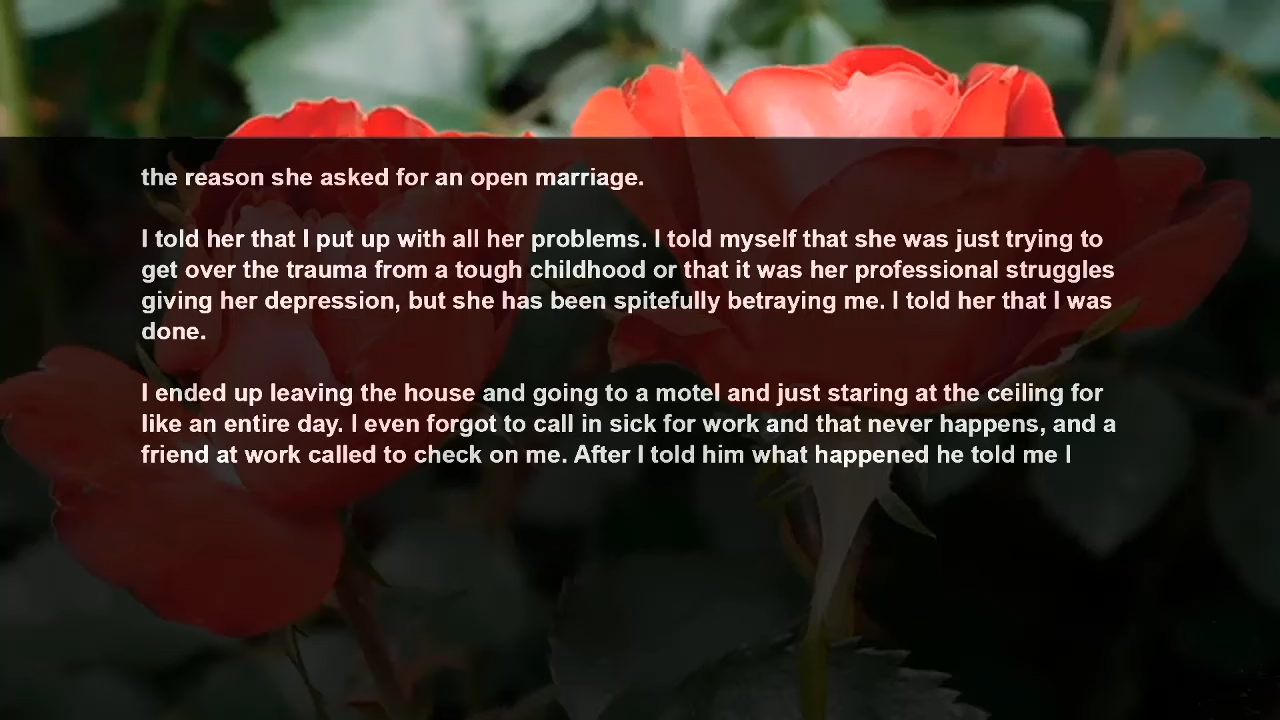 the reason she asked for an open marriage.
I told her that I put up with all her problems. I told myself that she was just trying to
get over the trauma from a tough childhood or that it was her professional struggles
giving her depression, but she has been spitefully betraying me. I told her that I was
done.
I ended up leaving the house and going to a motel and just staring at the ceiling for
like an entire day. I even forgot to call in sick for work and that never happens, and a
friend at work called to check on me. After I told him what happened he told me I